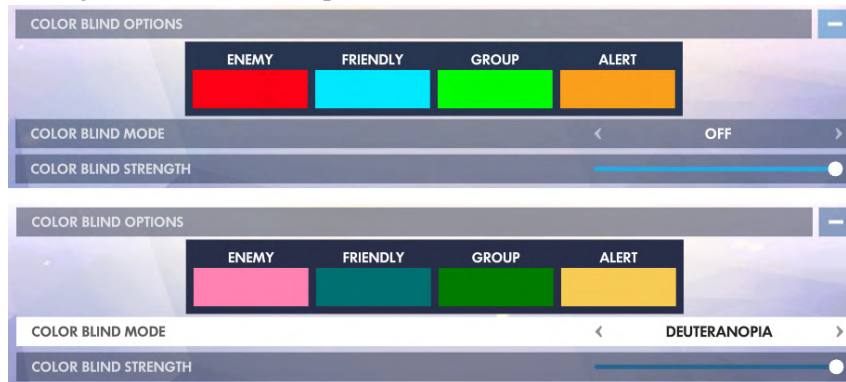 COLOR BLIND OPTIONS
ENEMY FRIENDLY GROUP ALERT
COLOR BLIND MODE < OFF >
COLOR BLIND STRENGTH
COLOR BLIND OPTIONS
ENEMY FRIENDLY GROUP ALERT
COLOR BLIND MODE < DEUTERANOPIA >
COLOR BLIND STRENGTH